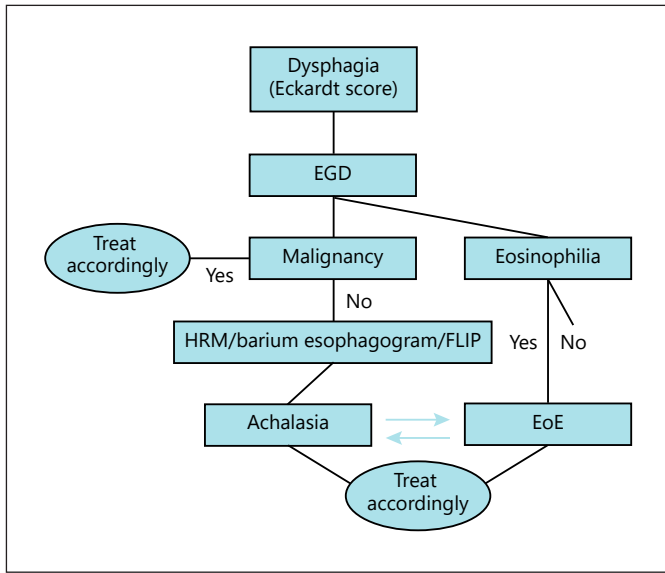 Dysphagia
(Eckardt score)
EGD
Treat
accordingly
Yes
Malignancy
Eosinophilia
No
HRM/barium esophagogram/FLIP
Yes
No
Achalasia
EoE
Treat
accordingly